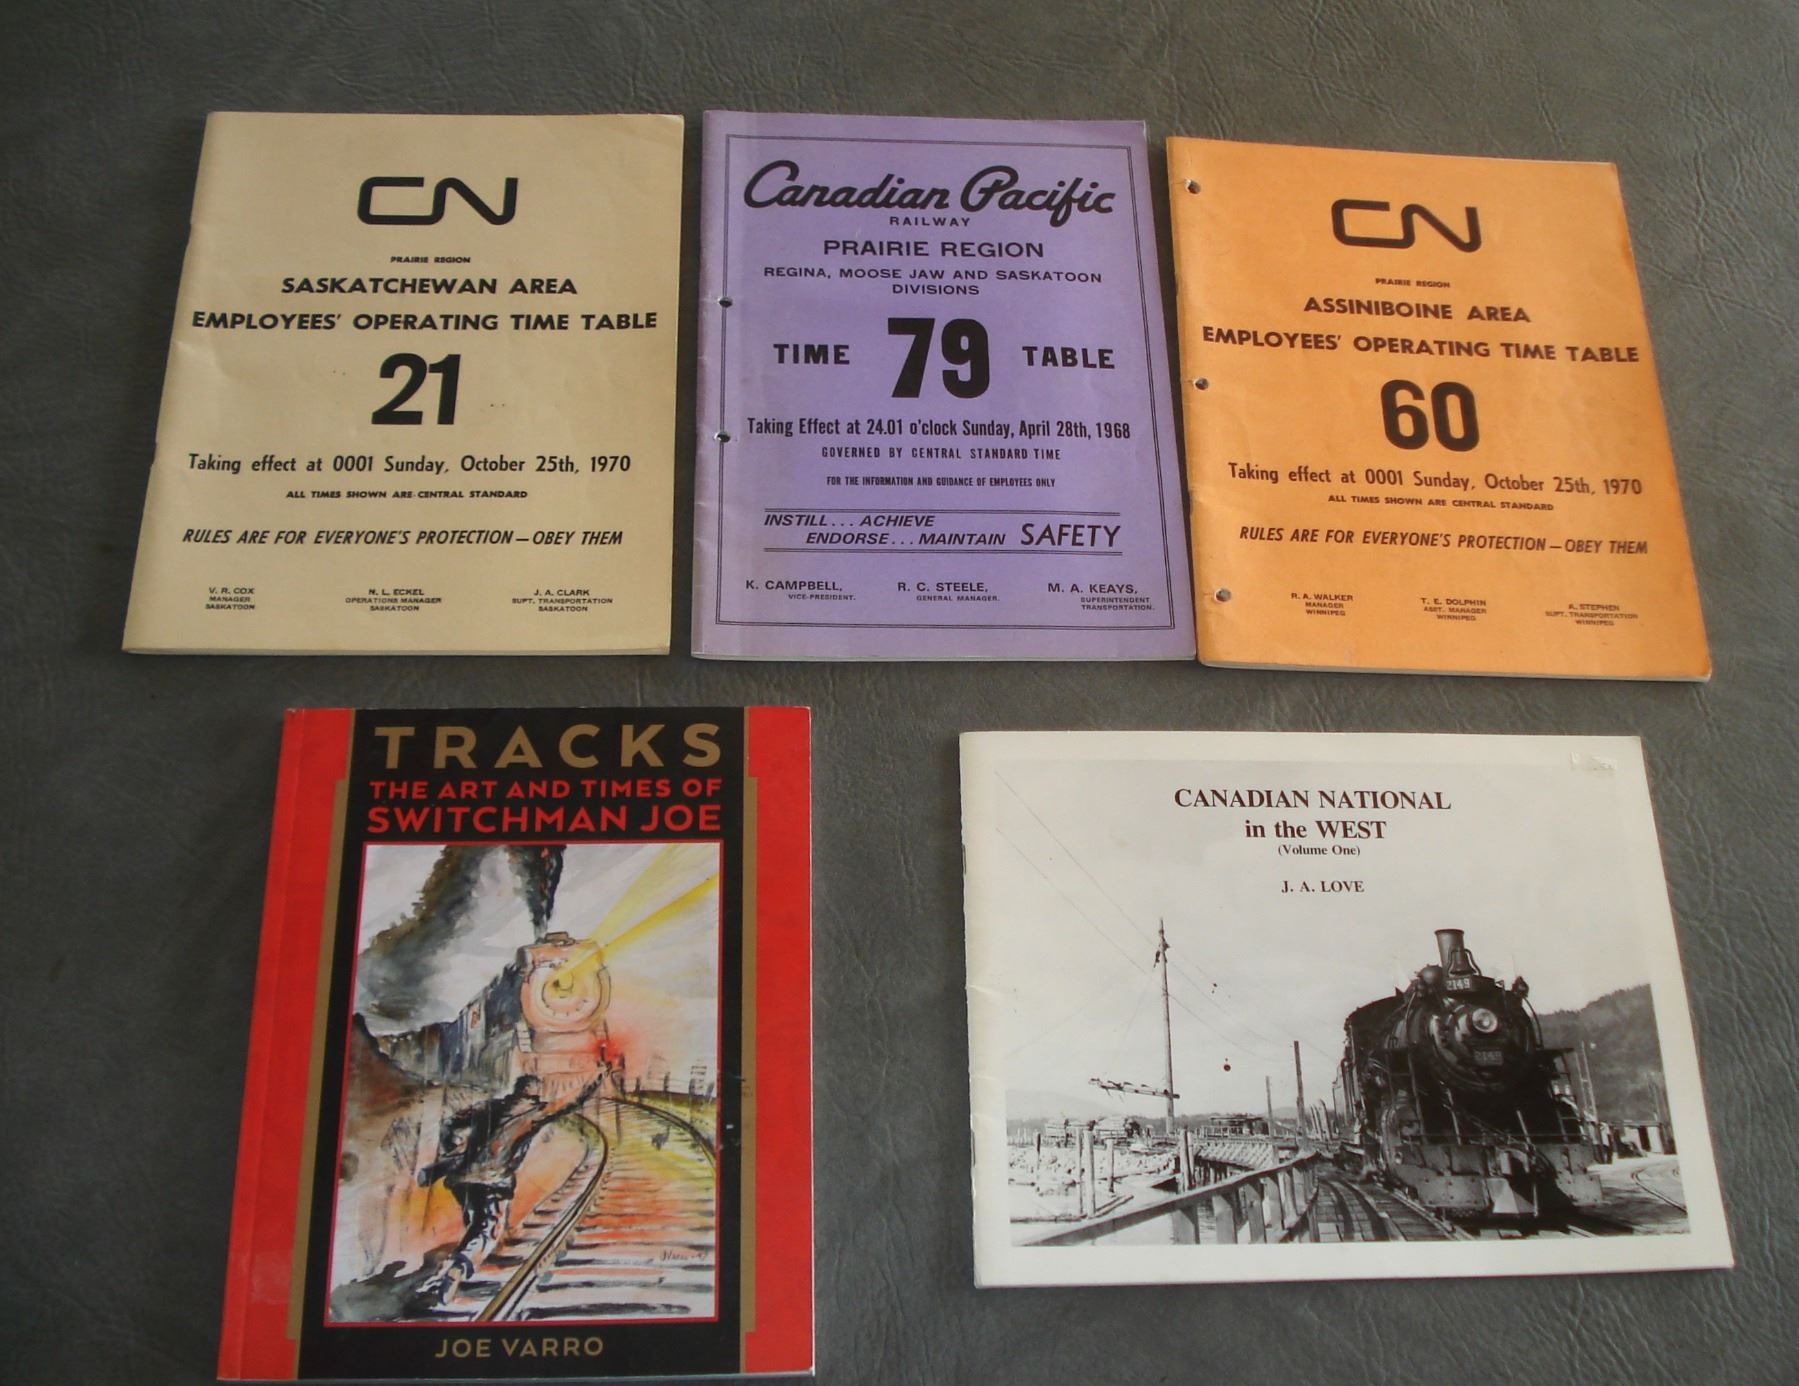 CN
PRAIRIE REGION
SASKATCHEWAN AREA
EMPLOYEES' OPERATING TIME TABLE
21
Taking effect at 0001 Sunday, October 25th, 1970
ALL TIMES SHOWN ARE CENTRAL STANDARD
RULES ARE FOR EVERYONE'S PROTECTION — OBEY THEM
V. R. COX
MANAGER
SASKATOON
N. L. ECKEL
OPERATIONS MANAGER
SASKATOON
J. A. CLARK
SUPT. TRANSPORTATION
SASKATOON
Canadian Pacific
RAILWAY
PRAIRIE REGION
REGINA, MOOSE JAW AND SASKATOON
DIVISIONS
TIME 79 TABLE
Taking Effect at 24.01 o'clock Sunday, April 28th, 1968
GOVERNED BY CENTRAL STANDARD TIME
FOR THE INFORMATION AND GUIDANCE OF EMPLOYEES ONLY
INSTILL... ACHIEVE
ENDORSE... MAINTAIN SAFETY
K. CAMPBELL,
VICE-PRESIDENT.
R. C. STEELE,
GENERAL MANAGER.
M. A. KEAYS,
SUPERINTENDENT
TRANSPORTATION.
CN
PRAIRIE REGION
ASSINIBOINE AREA
EMPLOYEES' OPERATING TIME TABLE
60
Taking effect at 0001 Sunday, October 25th, 1970
ALL TIMES SHOWN ARE CENTRAL STANDARD
RULES ARE FOR EVERYONE'S PROTECTION — OBEY THEM
R. A. WALKER
MANAGER
WINNIPEG
T. E. DOLPHIN
ASST. MANAGER
WINNIPEG
A. STEPHEN
SUPT. TRANSPORTATION
WINNIPEG
TRACKS
THE ART AND TIMES OF
SWITCHMAN JOE
JOE VARRO
CANADIAN NATIONAL
in the WEST
(Volume One)
J. A. LOVE
2149
2149